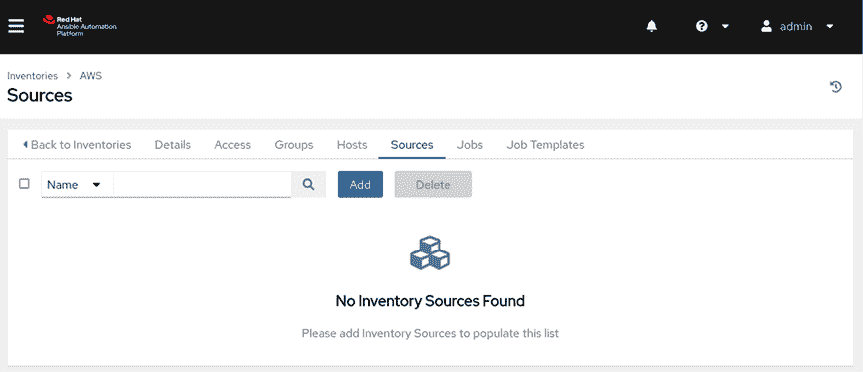 Red Hat
Ansible Automation
Platform
admin
Inventories > AWS
Sources
Back to Inventories Details Access Groups Hosts Sources Jobs Job Templates
Name Add Delete
No Inventory Sources Found
Please add Inventory Sources to populate this list